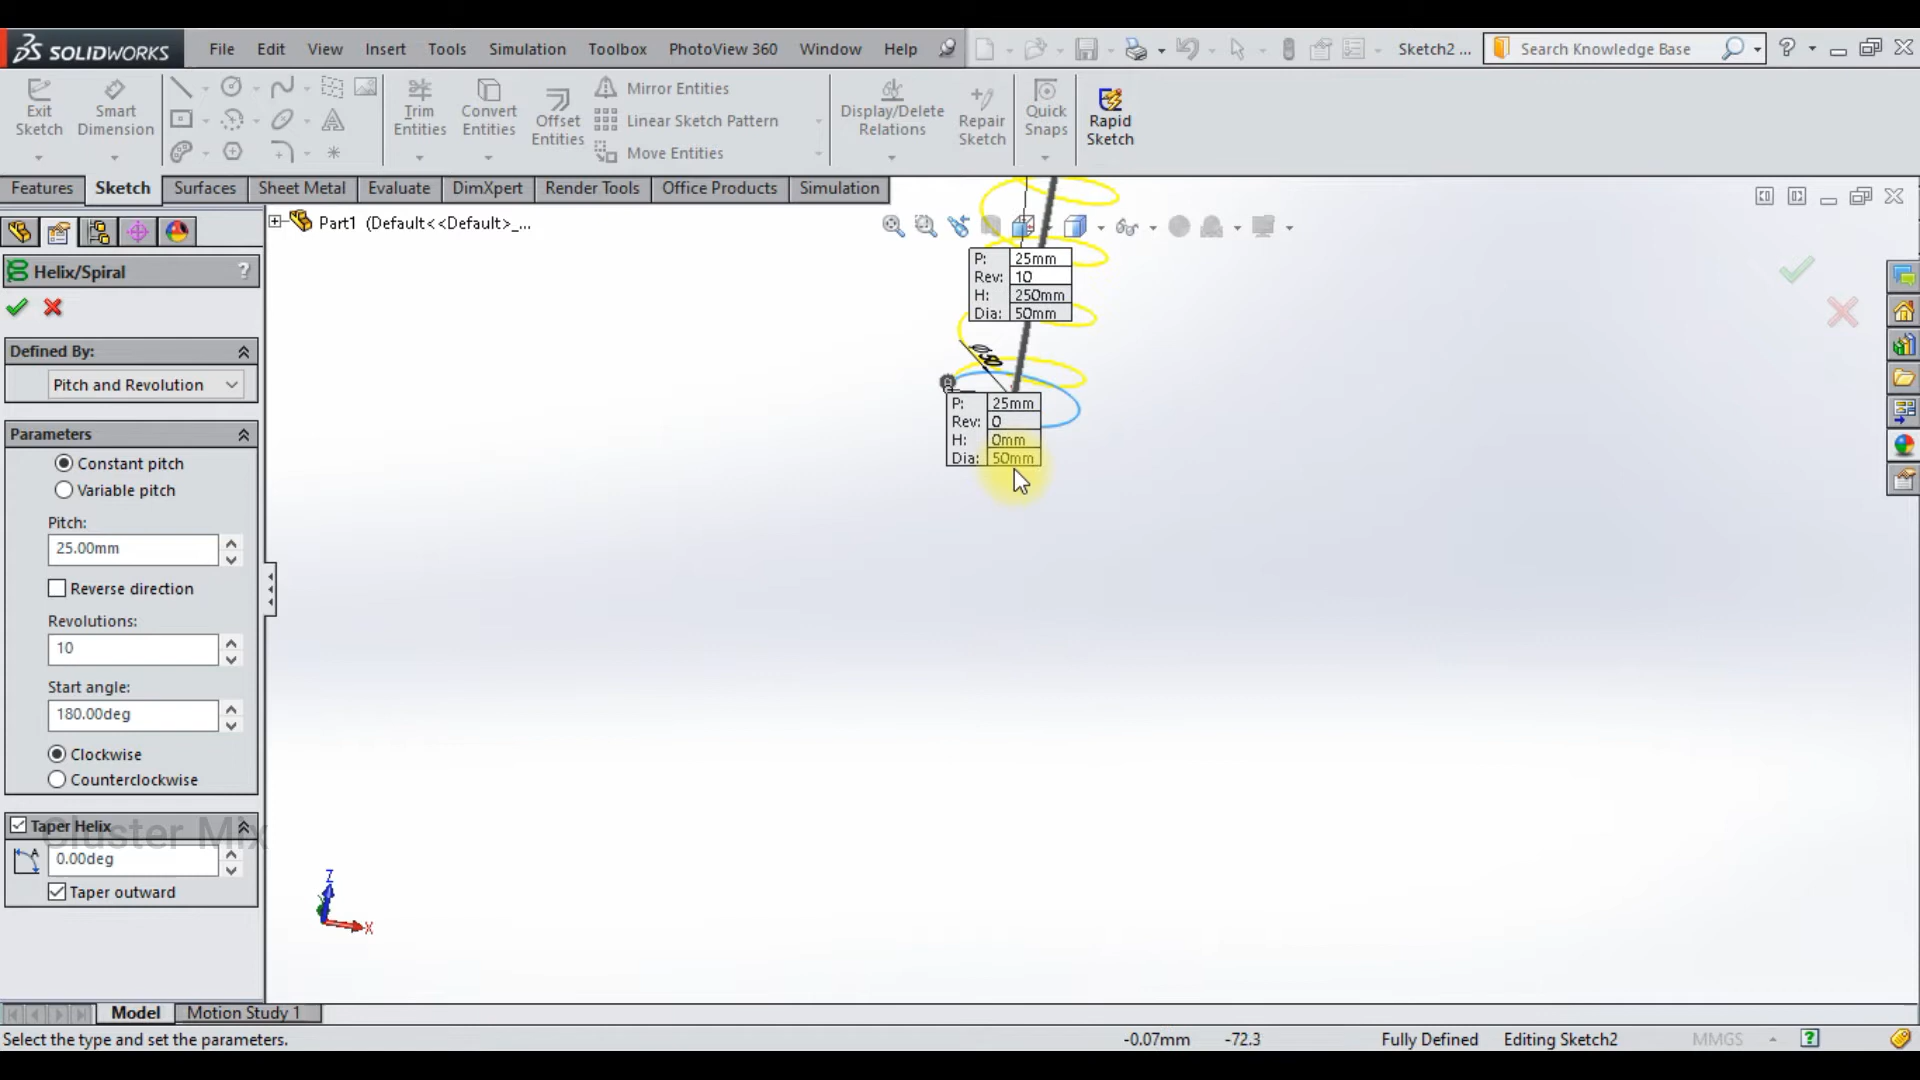 SOLIDWORKS File Edit View Insert Tools Simulation Toolbox PhotoView 360 Window Help Sketch2 ... Search Knowledge Base
Exit Sketch
Smart Dimension
Trim Entities
Convert Entities
Offset Entities
Mirror Entities
Linear Sketch Pattern
Move Entities
Display/Delete Relations
Repair Sketch
Quick Snaps
Rapid Sketch
Features Sketch Surfaces Sheet Metal Evaluate DimXpert Render Tools Office Products Simulation
Part1 (Default<<Default>_...
Helix/Spiral ?
Defined By:
Pitch and Revolution
Parameters
Constant pitch
Variable pitch
Pitch:
25.00mm
Reverse direction
Revolutions:
10
Start angle:
180.00deg
Clockwise
Counterclockwise
Taper Helix
Cluster Mix
0.00deg
Taper outward
P: 25mm
Rev: 10
H: 250mm
Dia: 50mm
Ø50
P: 25mm
Rev: 0
H: 0mm
Dia: 50mm
Z
X
Model Motion Study 1
Select the type and set the parameters. -0.07mm -72.3 Fully Defined Editing Sketch2 MMGS ?